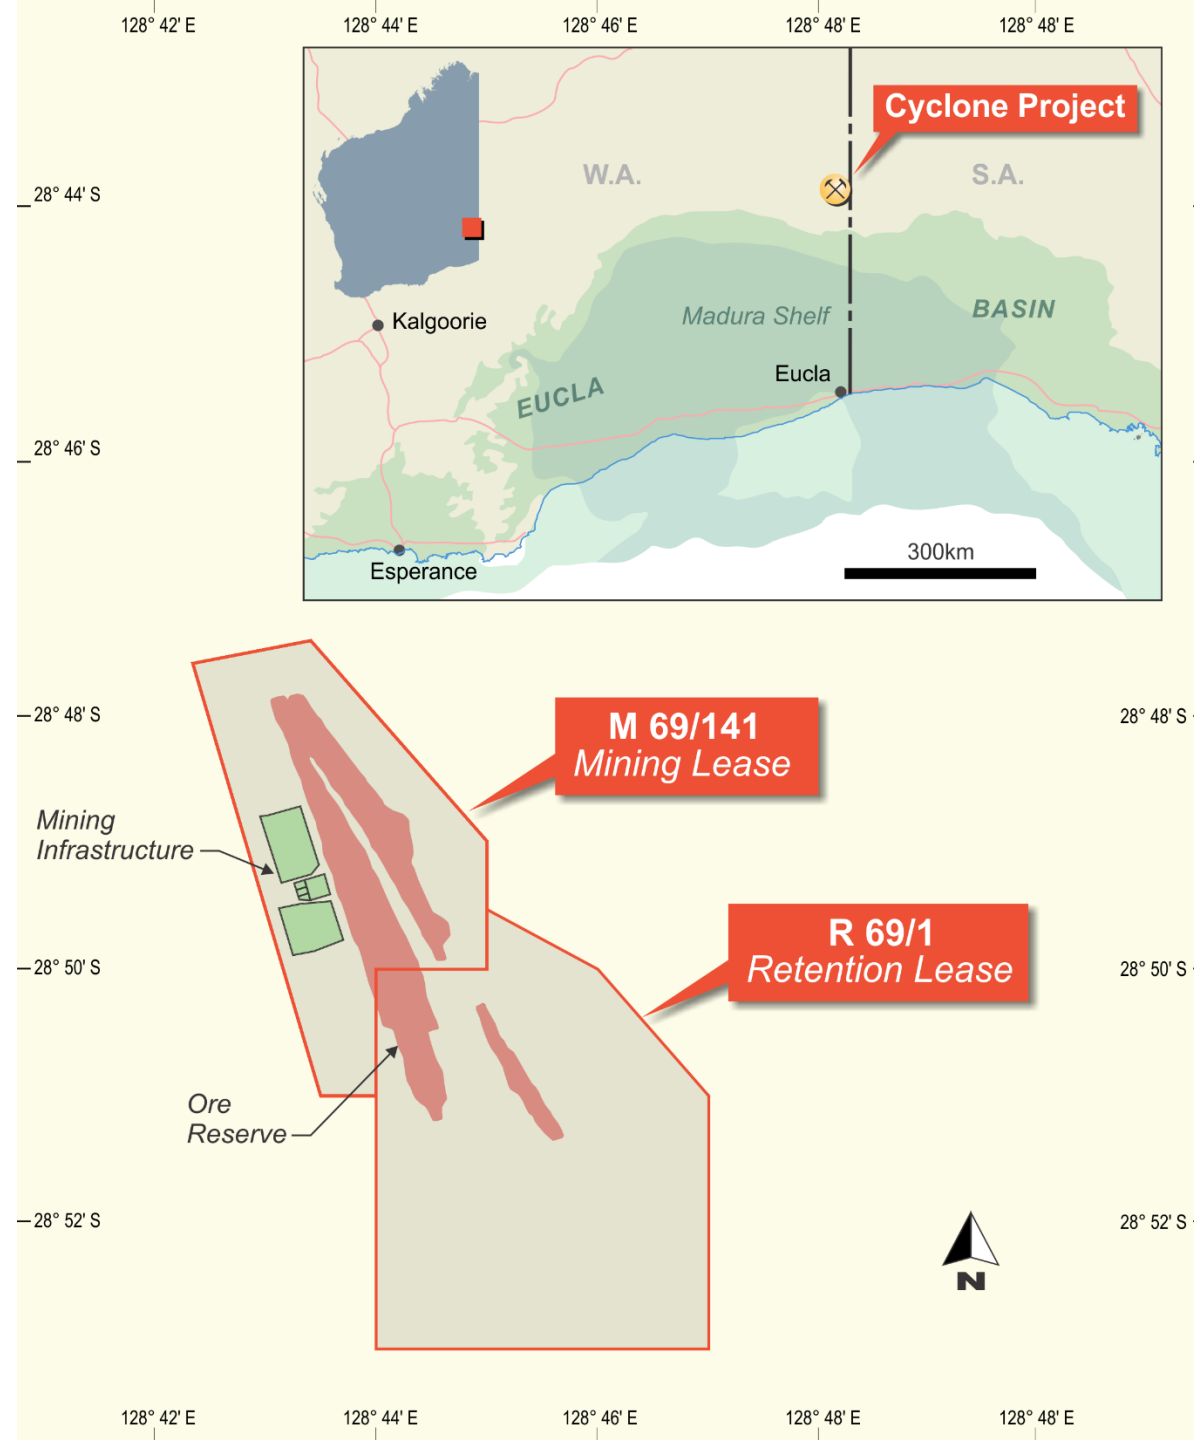 128° 42' E 128° 44' E 128° 46' E 128° 48' E 128° 48' E
Cyclone Project
W.A. S.A.
28° 44' S
Madura Shelf
BASIN
Kalgoorie
Eucla
EUCLA
28° 46' S
300km
Esperance
28° 48' S
28° 48' S
M 69/141
Mining Lease
Mining
Infrastructure
R 69/1
Retention Lease
28° 50' S
28° 50' S
Ore
Reserve
28° 52' S
28° 52' S
N
128° 42' E 128° 44' E 128° 46' E 128° 48' E 128° 48' E